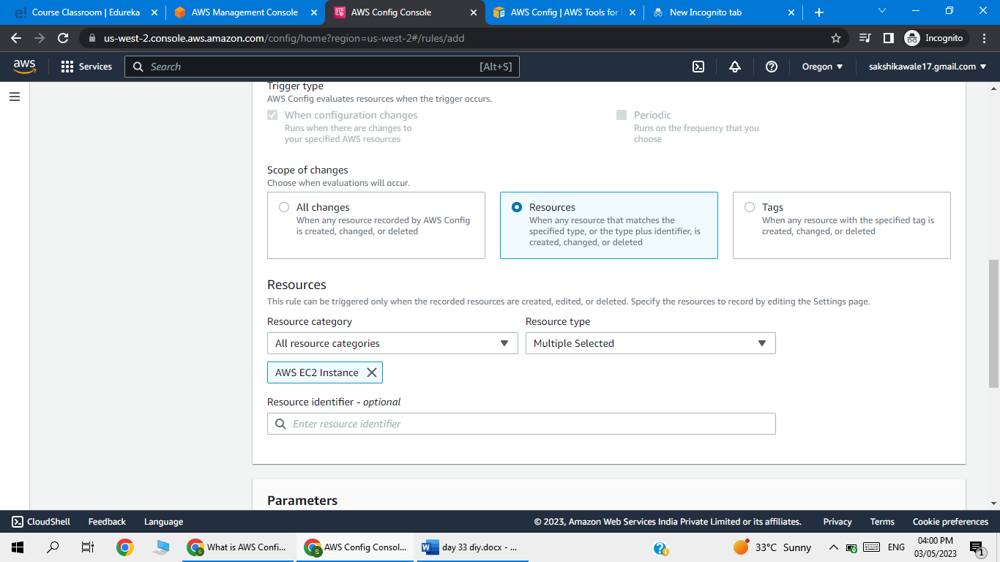 Course Classroom | Edureka
AWS Management Console
AWS Config Console
AWS Config | AWS Tools for
New Incognito tab
us-west-2.console.aws.amazon.com/config/home?region=us-west-2#/rules/add
Incognito
aws
Services
Search
[Alt+S]
Oregon
sakshikawale17.gmail.com
Trigger type
AWS Config evaluates resources when the trigger occurs.
When configuration changes
Runs when there are changes to
your specified AWS resources
Periodic
Runs on the frequency that you
choose
Scope of changes
Choose when evaluations will occur.
All changes
When any resource recorded by AWS Config
is created, changed, or deleted
Resources
When any resource that matches the
specified type, or the type plus identifier, is
created, changed, or deleted
Tags
When any resource with the specified tag is
created, changed, or deleted
Resources
This rule can be triggered only when the recorded resources are created, edited, or deleted. Specify the resources to record by editing the Settings page.
Resource category
Resource type
All resource categories
Multiple Selected
AWS EC2 Instance
Resource identifier - optional
Enter resource identifier
Parameters
CloudShell
Feedback
Language
© 2023, Amazon Web Services India Private Limited or its affiliates.
Privacy
Terms
Cookie preferences
What is AWS Confi...
AWS Config Consol...
day 33 diy.docx - ...
33°C Sunny
ENG
04:00 PM
03/05/2023
1